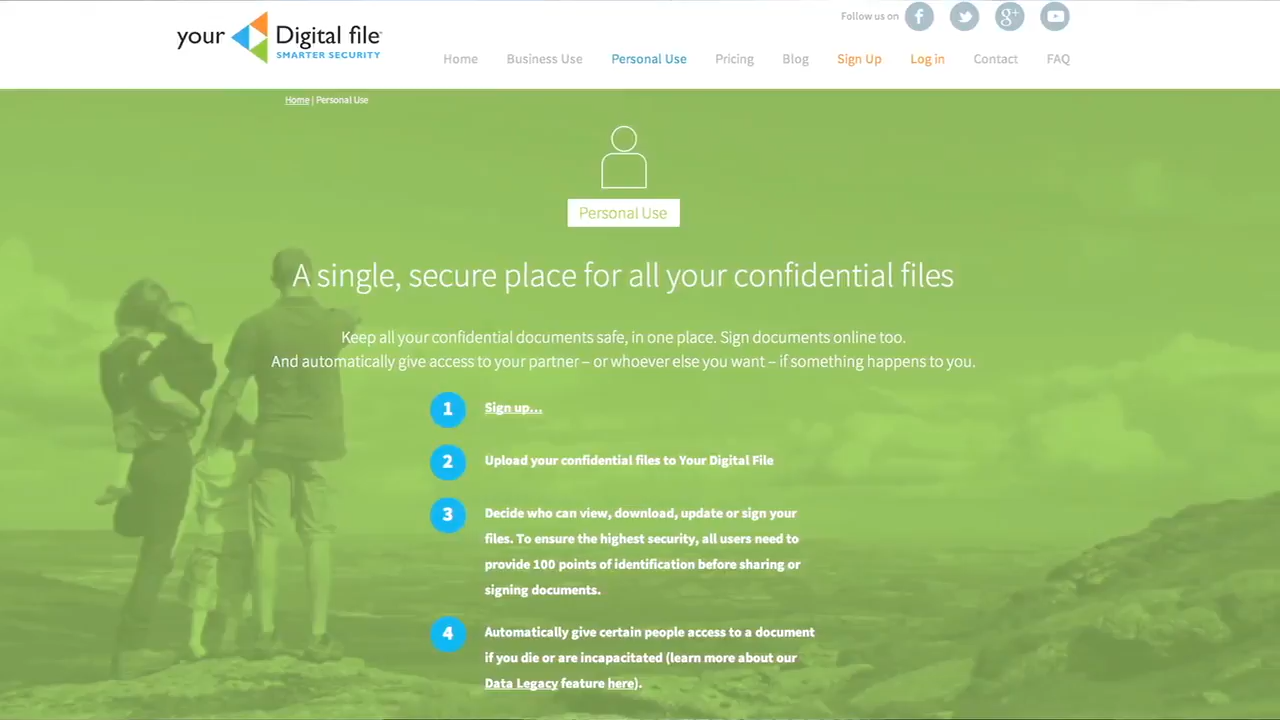 Follow us on
your Digital file
SMARTER SECURITY
Home Business Use Personal Use Pricing Blog Sign Up Log in Contact FAQ
Home | Personal Use
Personal Use
A single, secure place for all your confidential files
Keep all your confidential documents safe, in one place. Sign documents online too.
And automatically give access to your partner – or whoever else you want – if something happens to you.
1 Sign up...
2 Upload your confidential files to Your Digital File
3 Decide who can view, download, update or sign your
files. To ensure the highest security, all users need to
provide 100 points of identification before sharing or
signing documents.
4 Automatically give certain people access to a document
if you die or are incapacitated (learn more about our
Data Legacy feature here).